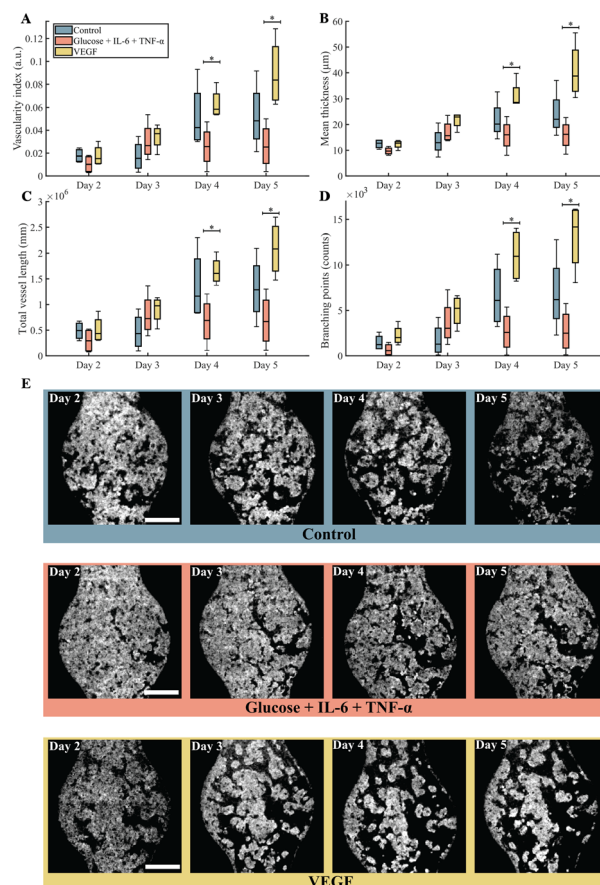 A
Control
Glucose + IL-6 + TNF-α
VEGF
Vascularity index (a.u.)
0.12
0.1
0.08
0.06
0.04
0.02
0
Day 2 Day 3 Day 4 Day 5
* *
B
Mean thickness (µm)
60
50
40
30
20
10
0
Day 2 Day 3 Day 4 Day 5
* *
C
×10⁶
Total vessel length (mm)
3
2.5
2
1.5
1
0.5
0
Day 2 Day 3 Day 4 Day 5
* *
D
×10³
Branching points (counts)
15
10
5
0
Day 2 Day 3 Day 4 Day 5
* *
E
Day 2 Day 3 Day 4 Day 5
Control
Day 2 Day 3 Day 4 Day 5
Glucose + IL-6 + TNF-α
Day 2 Day 3 Day 4 Day 5
VEGF